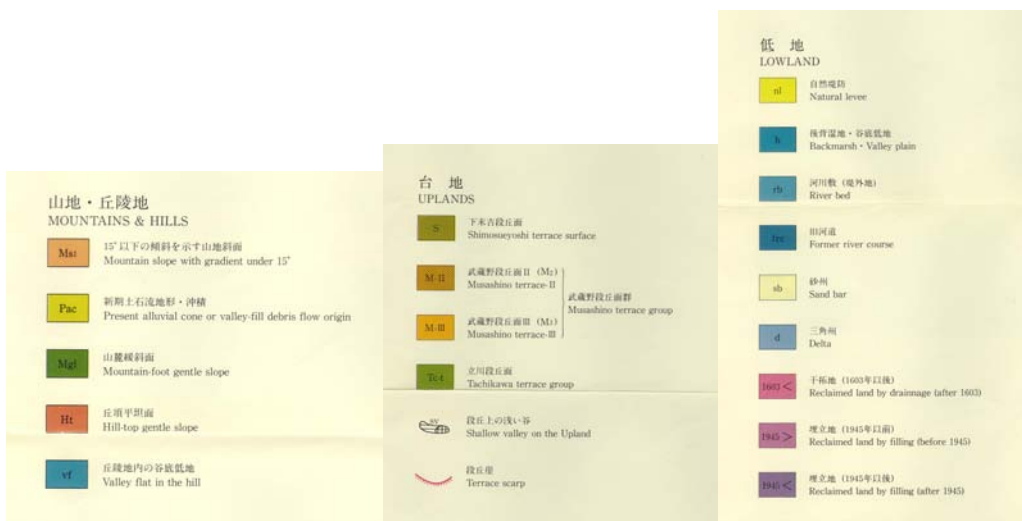 山地・丘陵地
MOUNTAINS & HILLS
Ms1
15°以下の傾斜を示す山地斜面
Mountain slope with gradient under 15°
Pac
新期土石流地形・沖積
Present alluvial cone or valley-fill debris flow origin
Mgl
山麓緩斜面
Mountain-foot gentle slope
Ht
丘頂平坦面
Hill-top gentle slope
vf
丘陵地内の谷底低地
Valley flat in the hill
台 地
UPLANDS
S
下末吉段丘面
Shimosueyoshi terrace surface
M-II
武蔵野段丘面II(M2)
Musashino terrace-II
M-III
武蔵野段丘面III(M3)
Musashino terrace-III
武蔵野段丘面群
Musashino terrace group
Tc-t
立川段丘面
Tachikawa terrace group
段丘上の浅い谷
Shallow valley on the Upland
段丘崖
Terrace scarp
低 地
LOWLAND
nl
自然堤防
Natural levee
後背湿地・谷底低地
Backmarsh・Valley plain
rb
河川敷(堤外地)
River bed
旧河道
Former river course
sb
砂州
Sand bar
d
三角州
Delta
1603<
干拓地(1603年以後)
Reclaimed land by drainnage (after 1603)
1945>
埋立地(1945年以前)
Reclaimed land by filling (before 1945)
1945<
埋立地(1945年以後)
Reclaimed land by filling (after 1945)